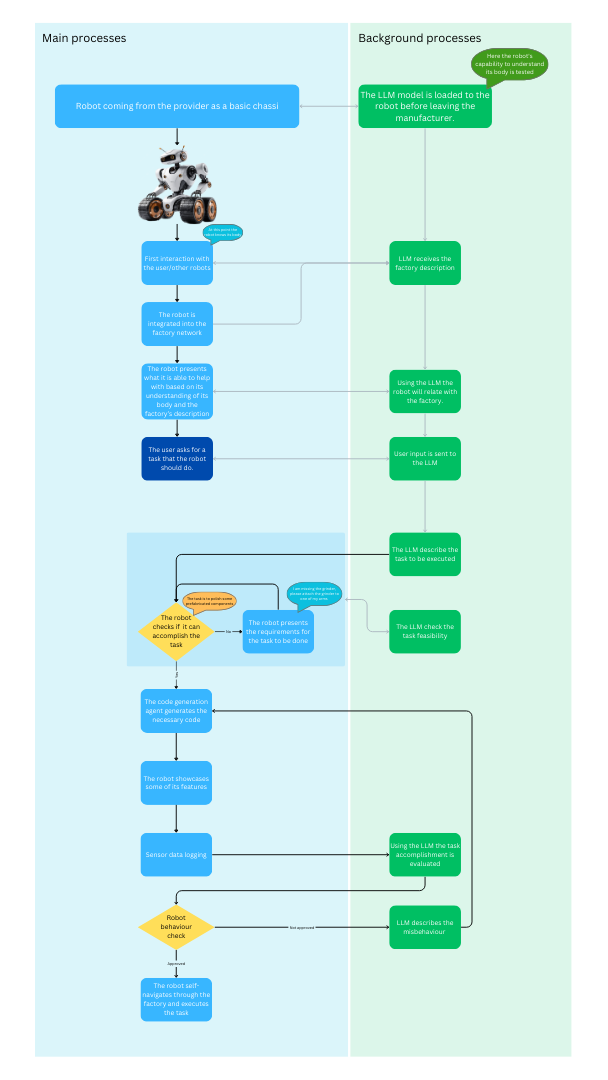 Main processes
Background processes
Here the robot's
capability to understand
its body is tested
Robot coming from the provider as a basic chassi
The LLM model is loaded to the
robot before leaving the
manufacturer.
At this point the
robot knows its body
First interaction with
the user/other robots
LLM receives the
factory description
The robot is
integrated into the
factory network
The robot presents
what it is able to help
with based on its
understanding of its
body and the
factory's description
Using the LLM the
robot will relate with
the factory.
The user asks for a
task that the robot
should do.
User input is sent to
the LLM
The LLM describe the
task to be executed
The task is to polish some
prefabricated components
I am missing the grinder,
please attach the grinder to
one of my arms
The robot
checks if it can
accomplish the
task
No
The robot presents
the requirements for
the task to be done
The LLM check the
task feasibility
Yes
The code generation
agent generates the
necessary code
The robot showcases
some of its features
Sensor data logging
Using the LLM the task
accomplishment is
evaluated
Robot
behaviour
check
Not approved
LLM describes the
misbehaviour
Approved
The robot self-
navigates through the
factory and executes
the task